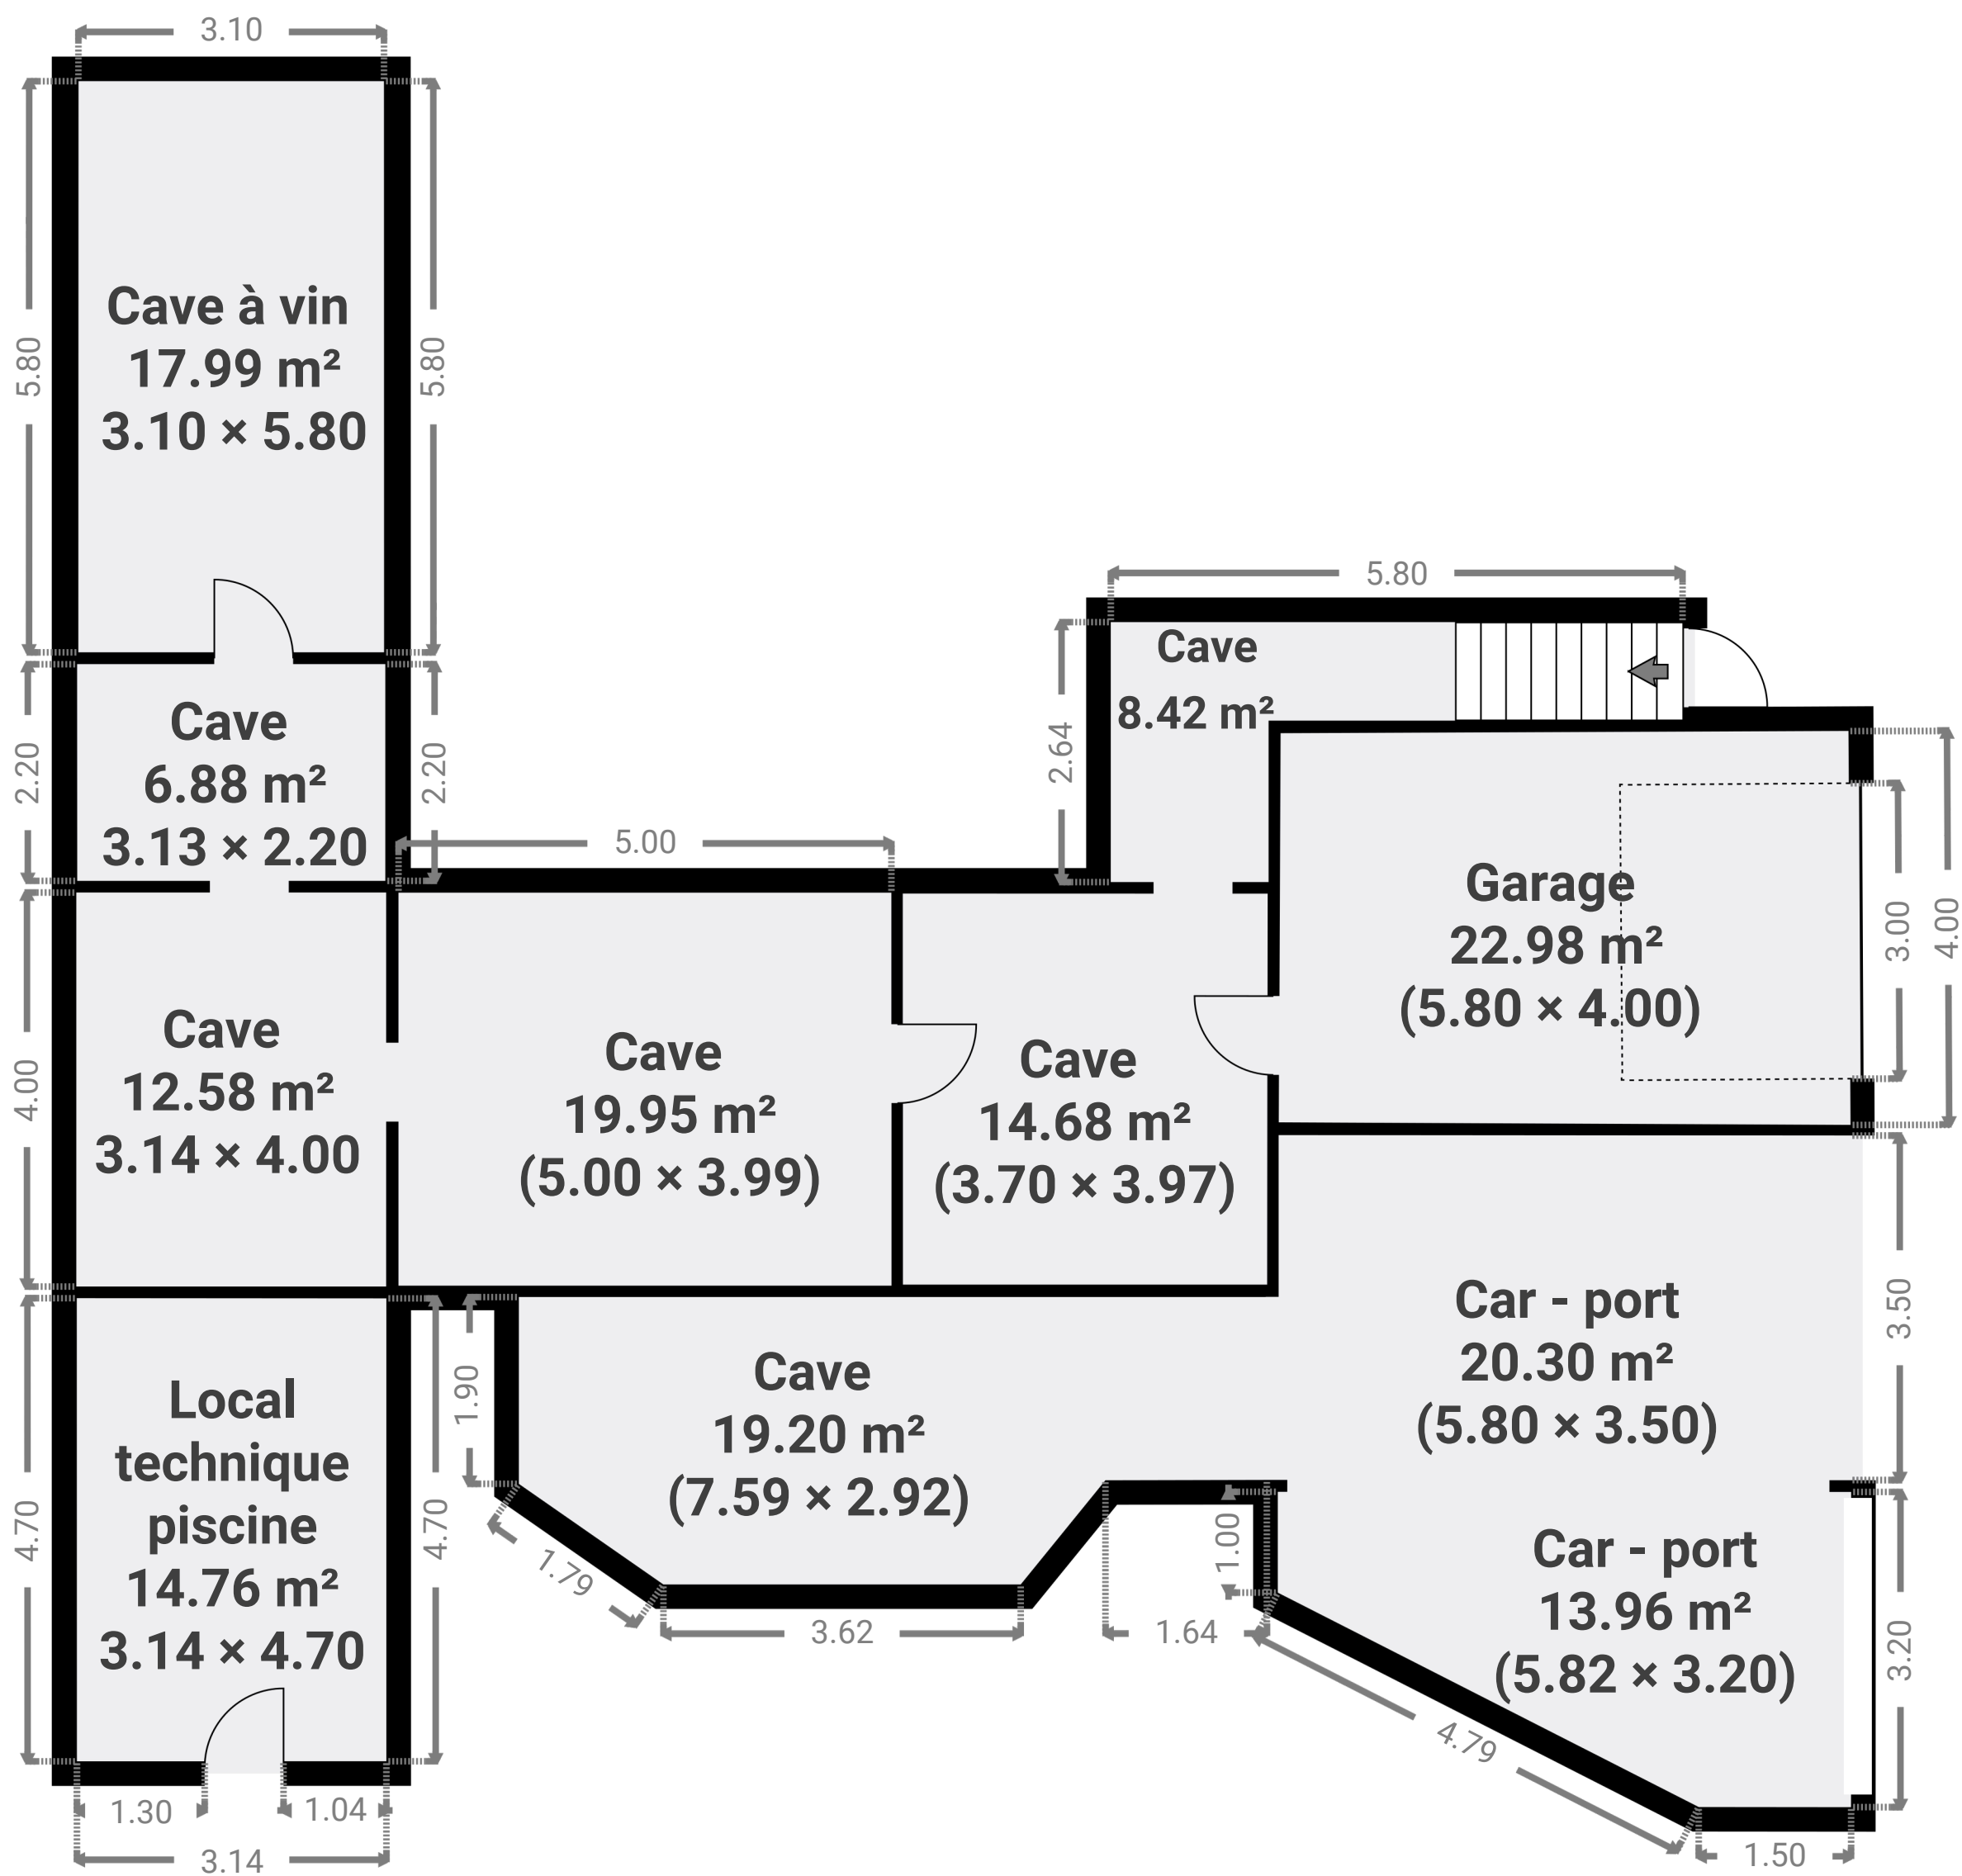 3.10
5.80
5.80
Cave à vin
17.99 m²
3.10 × 5.80
5.80
2.64
Cave
8.42 m²
2.20
2.20
Cave
6.88 m²
3.13 × 2.20
5.00
Garage
22.98 m²
(5.80 × 4.00)
3.00
4.00
4.00
Cave
12.58 m²
3.14 × 4.00
Cave
19.95 m²
(5.00 × 3.99)
Cave
14.68 m²
(3.70 × 3.97)
Car - port
20.30 m²
(5.80 × 3.50)
3.50
4.70
Local
technique
piscine
14.76 m²
3.14 × 4.70
4.70
1.90
Cave
19.20 m²
(7.59 × 2.92)
1.79
3.62
1.64
1.00
Car - port
13.96 m²
(5.82 × 3.20)
3.20
4.79
1.50
1.30
1.04
3.14